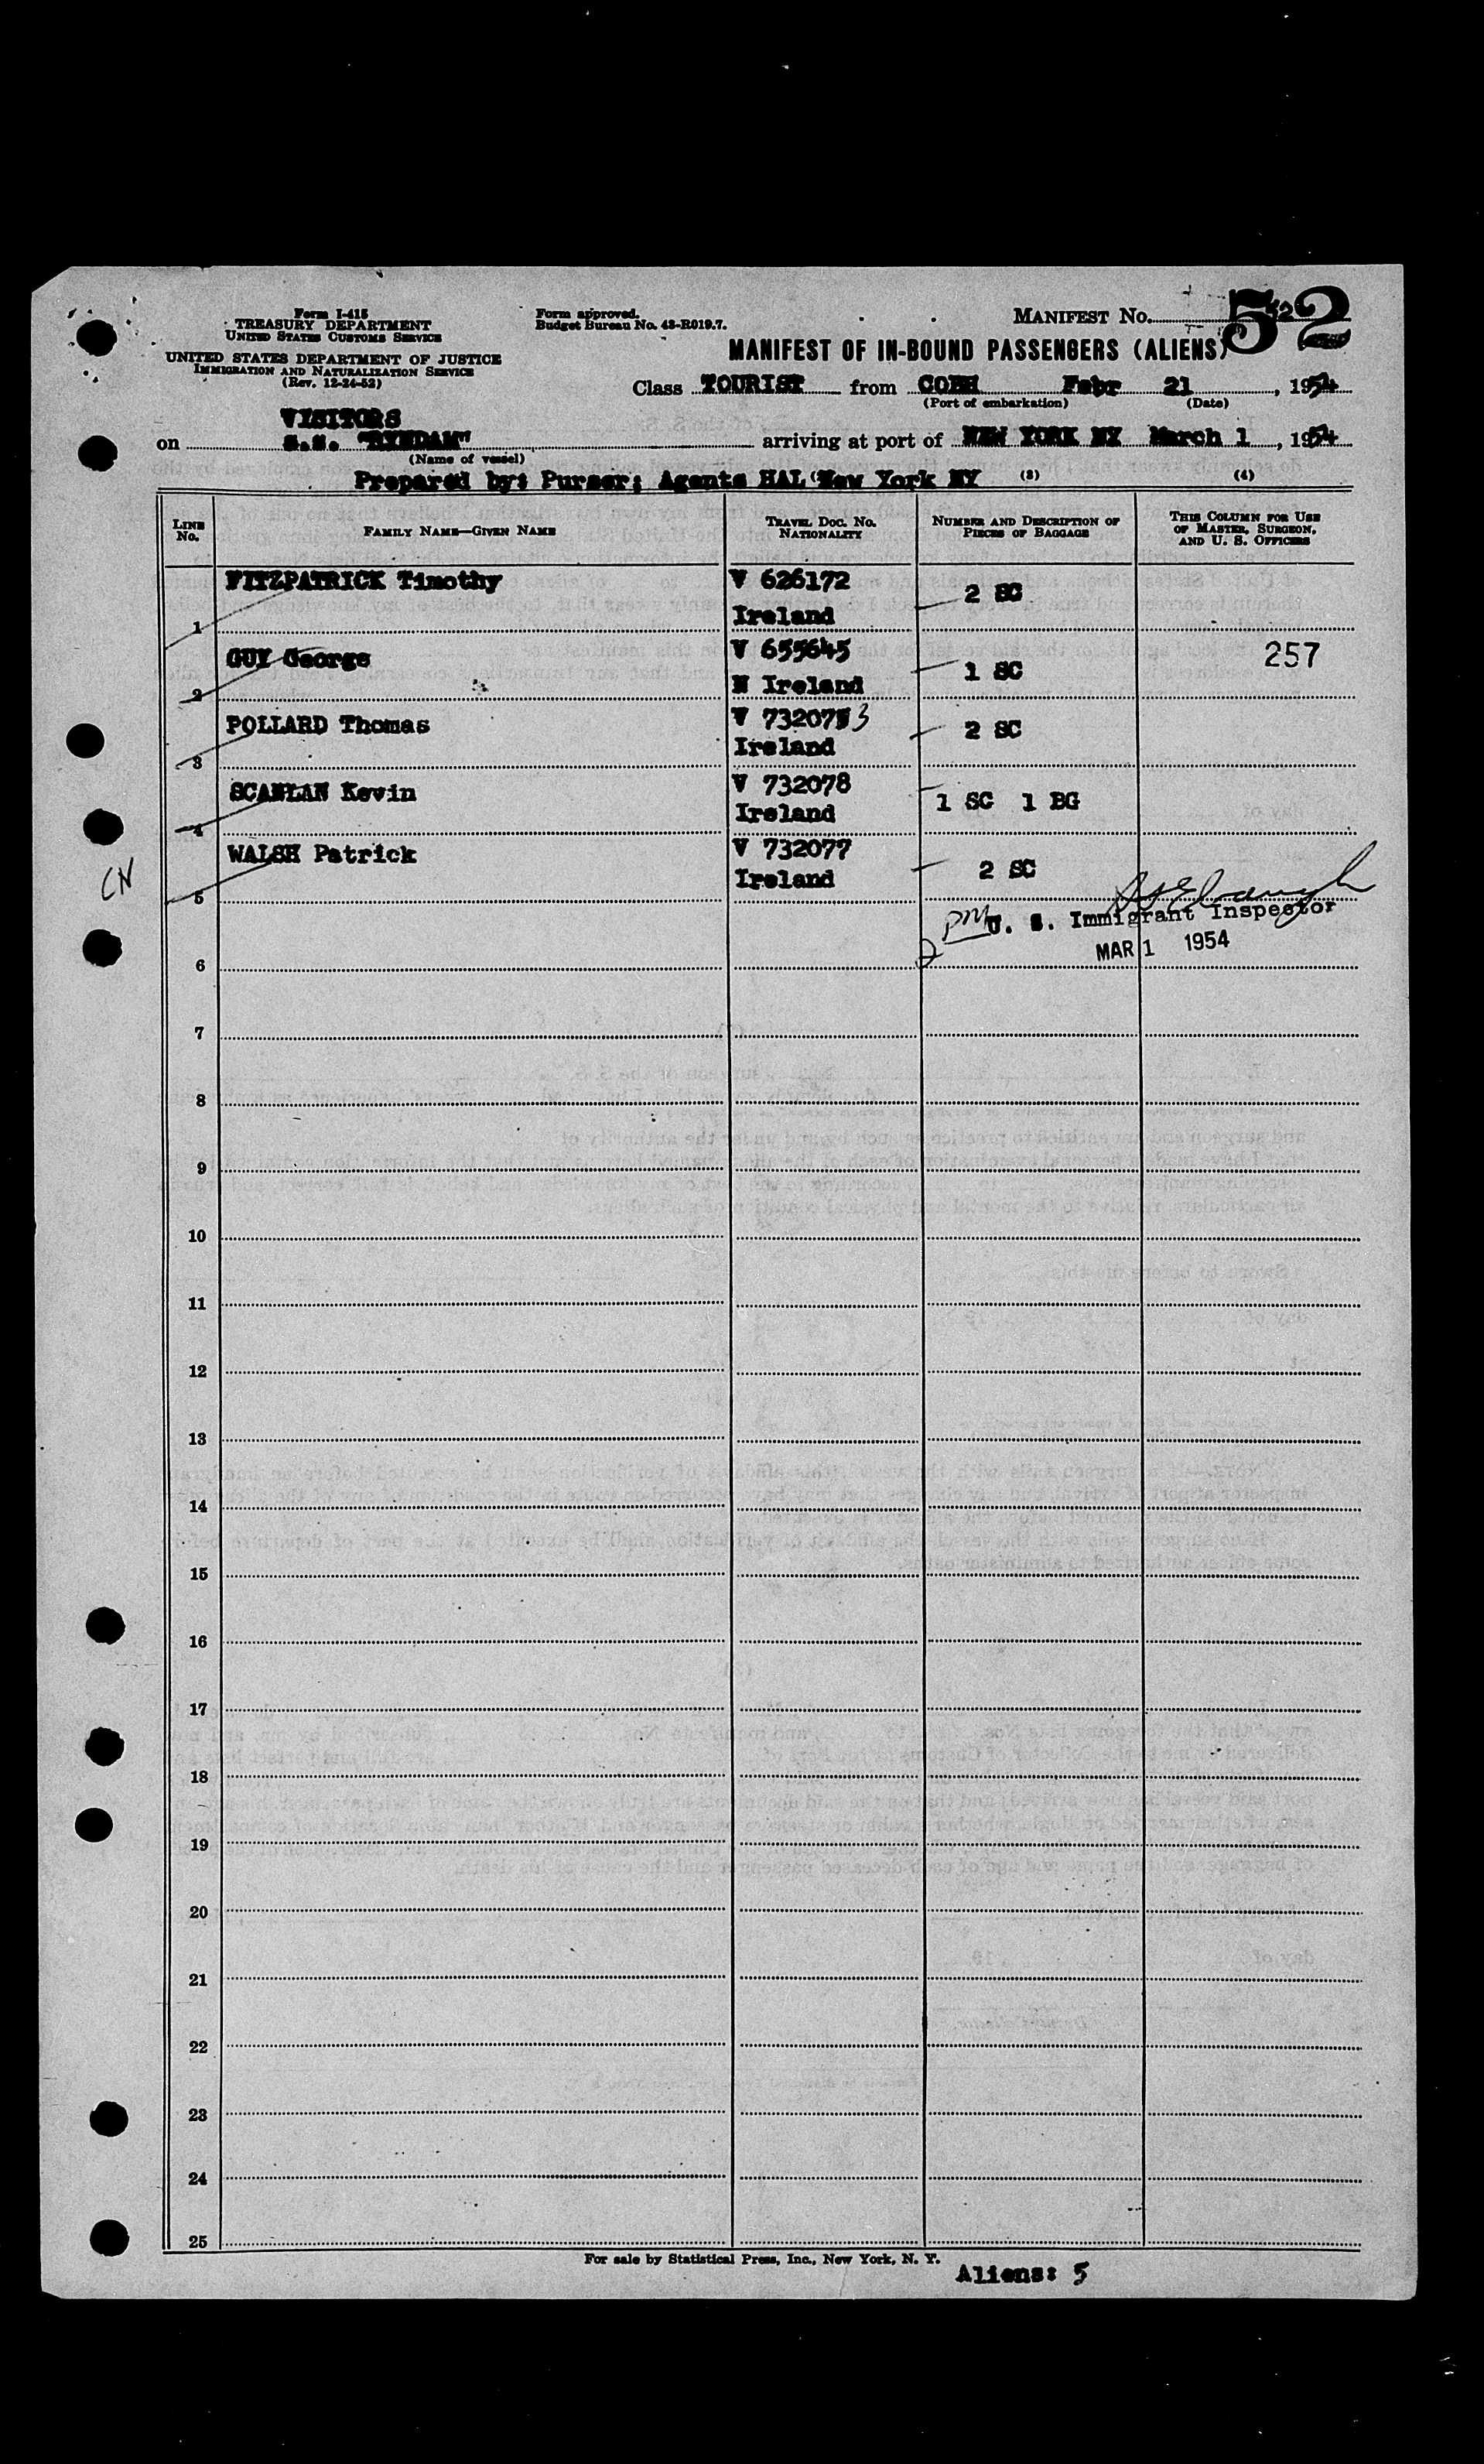 Form I-415
TREASURY DEPARTMENT
UNITED STATES CUSTOMS SERVICE
UNITED STATES DEPARTMENT OF JUSTICE
IMMIGRATION AND NATURALIZATION SERVICE
(Rev. 12-24-52)
Form approved.
Budget Bureau No. 43-R019.7.
MANIFEST No. 52
MANIFEST OF IN-BOUND PASSENGERS (ALIENS)
Class TOURIST from COBH Febr 21, 1954
(Port of embarkation) (Date)
VISITORS
on s.s. "RYNDAM" arriving at port of NEW YORK NY March 1, 1954
(Name of vessel)
Prepared by: Purser; Agents HAL New York NY (3) (4)
LINE No. FAMILY NAME—GIVEN NAME TRAVEL DOC. NO. NATIONALITY NUMBER AND DESCRIPTION OF PIECES OF BAGGAGE THIS COLUMN FOR USE OF MASTER, SURGEON, AND U. S. OFFICERS
1 FITZPATRICK Timothy V 626172 Ireland 2 SC
2 GUY George V 655645 N Ireland 1 SC 257
3 POLLARD Thomas V 732073 Ireland 2 SC
4 SCANLAN Kevin V 732078 Ireland 1 SC 1 BG
5 WALSH Patrick V 732077 Ireland 2 SC
CN
U. S. Immigrant Inspector
MAR 1 1954
6
7
8
9
10
11
12
13
14
15
16
17
18
19
20
21
22
23
24
25
For sale by Statistical Press, Inc., New York, N. Y.
Aliens: 5